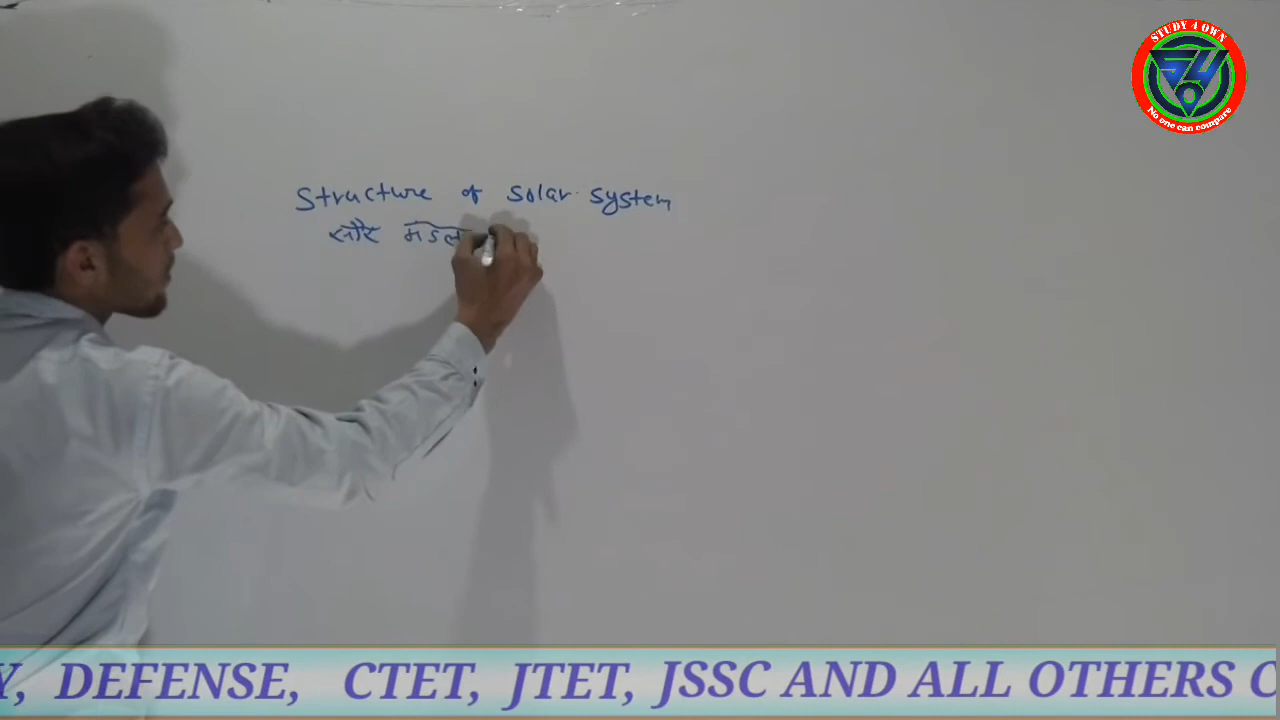 STUDY 4 OWN
S4O
No one can compare
Structure of Solar System
सौर मंडल
Y, DEFENSE, CTET, JTET, JSSC AND ALL OTHERS C